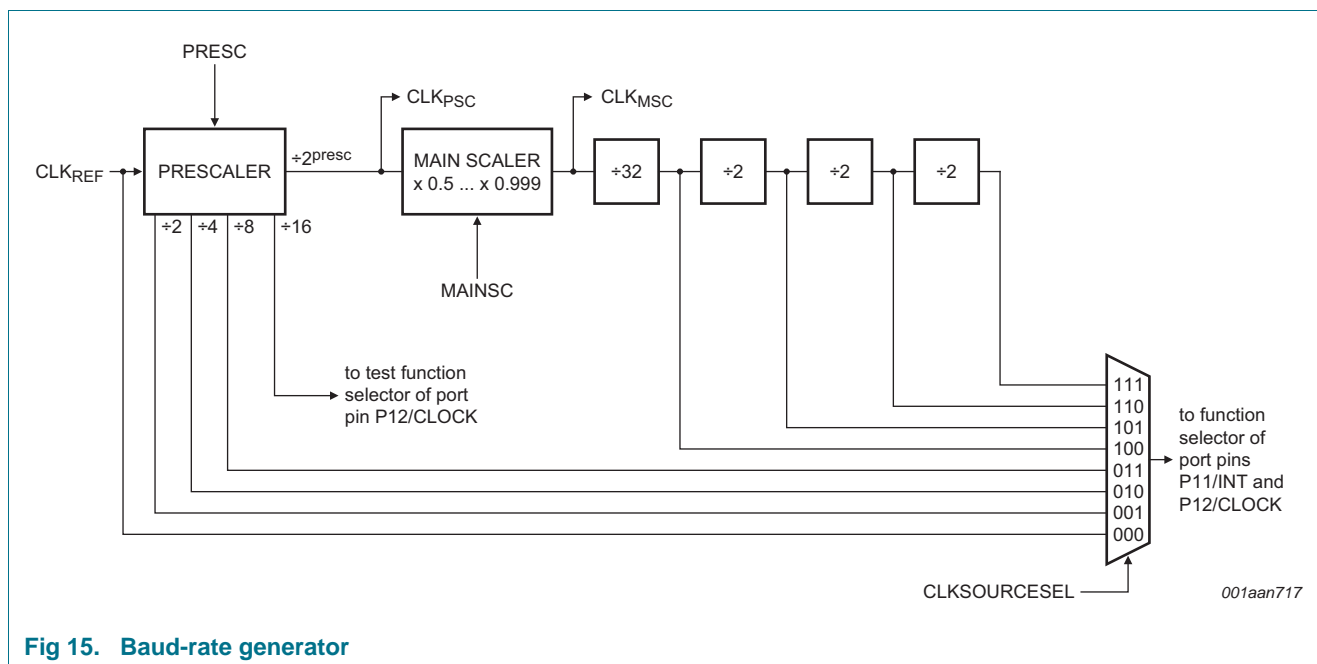 PRESC
CLKPSC
CLKMSC
÷2presc
CLKREF
PRESCALER
MAIN SCALER
x 0.5 ... x 0.999
÷32
÷2
÷2
÷2
÷2
÷4
÷8
÷16
MAINSC
to test function
selector of port
pin P12/CLOCK
111
110
101
100
011
010
001
000
to function
selector of
port pins
P11/INT and
P12/CLOCK
CLKSOURCESEL
001aan717
Fig 15. Baud-rate generator